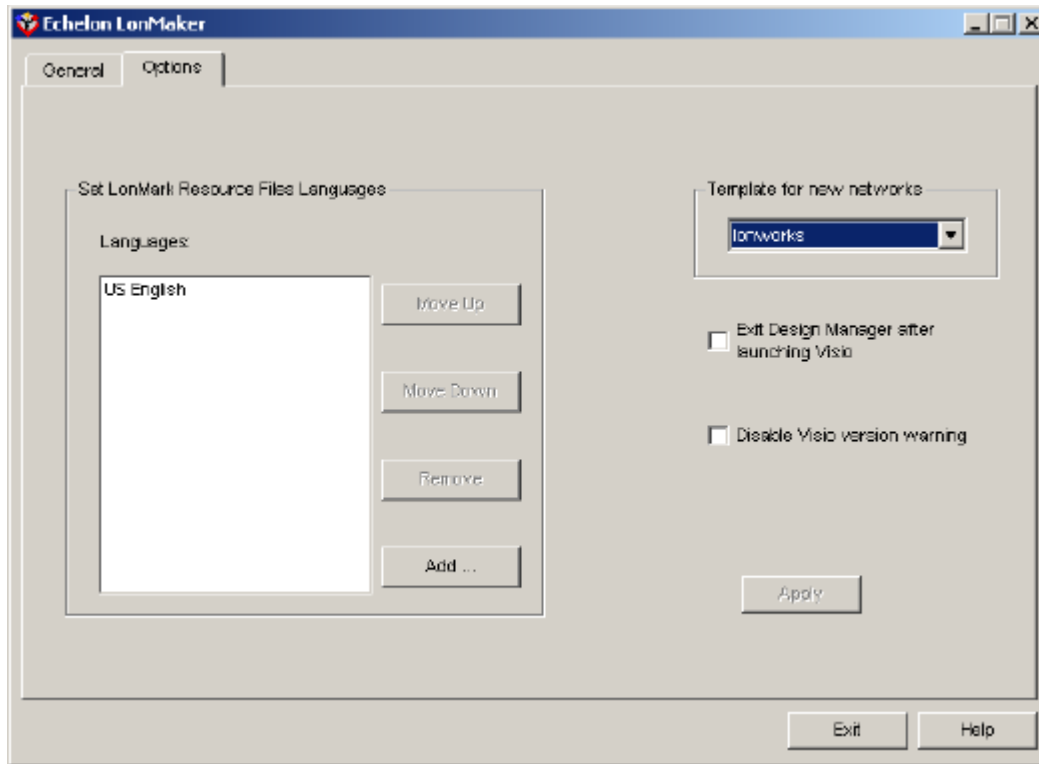 Echelon LonMaker
General
Options
Set LonMark Resource Files Languages
Languages:
US English
Move Up
Move Down
Remove
Add ...
Template for new networks
lonworks
Exit Design Manager after
launching Visio
Disable Visio version warning
Apply
Exit
Help